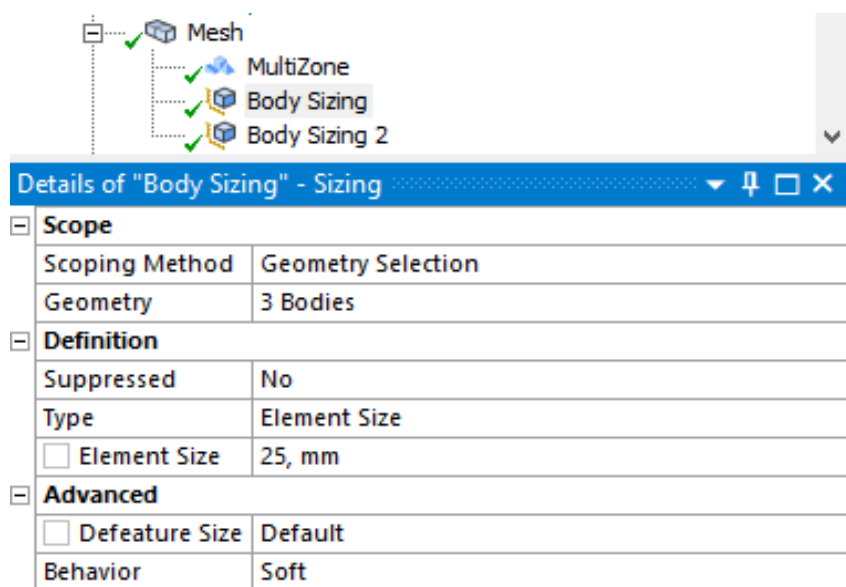 Mesh
MultiZone
Body Sizing
Body Sizing 2
Details of "Body Sizing" - Sizing
Scope
Scoping Method Geometry Selection
Geometry 3 Bodies
Definition
Suppressed No
Type Element Size
Element Size 25, mm
Advanced
Defeature Size Default
Behavior Soft